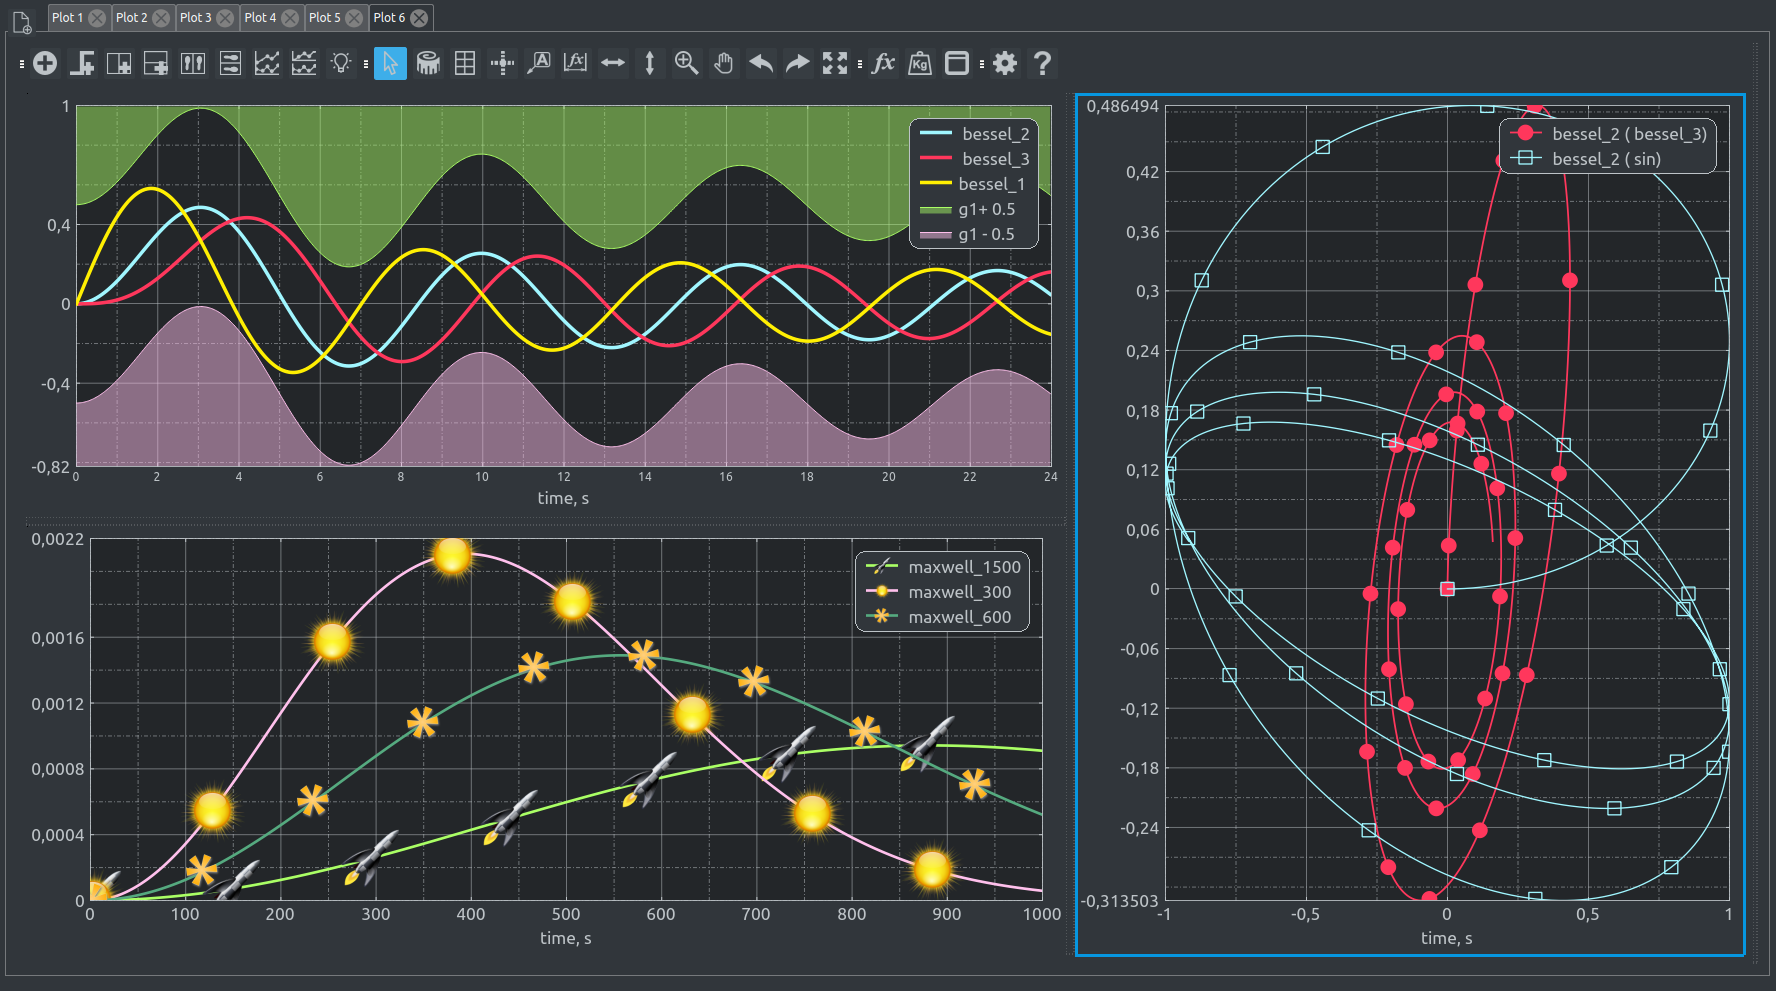 Plot 1 Plot 2 Plot 3 Plot 4 Plot 5 Plot 6
A fx Kg fx ?
1
0,4
0
-0,4
-0,82
0 2 4 6 8 10 12 14 16 18 20 22 24
time, s
bessel_2
bessel_3
bessel_1
g1+ 0.5
g1 - 0.5
0,0022
0,0016
0,0012
0,0008
0,0004
0
0 100 200 300 400 500 600 700 800 900 1000
time, s
maxwell_1500
maxwell_300
maxwell_600
0,486494
0,42
0,36
0,3
0,24
0,18
0,12
0,06
0
-0,06
-0,12
-0,18
-0,24
-0,313503
-1 -0,5 0 0,5 1
time, s
bessel_2 ( bessel_3)
bessel_2 ( sin)